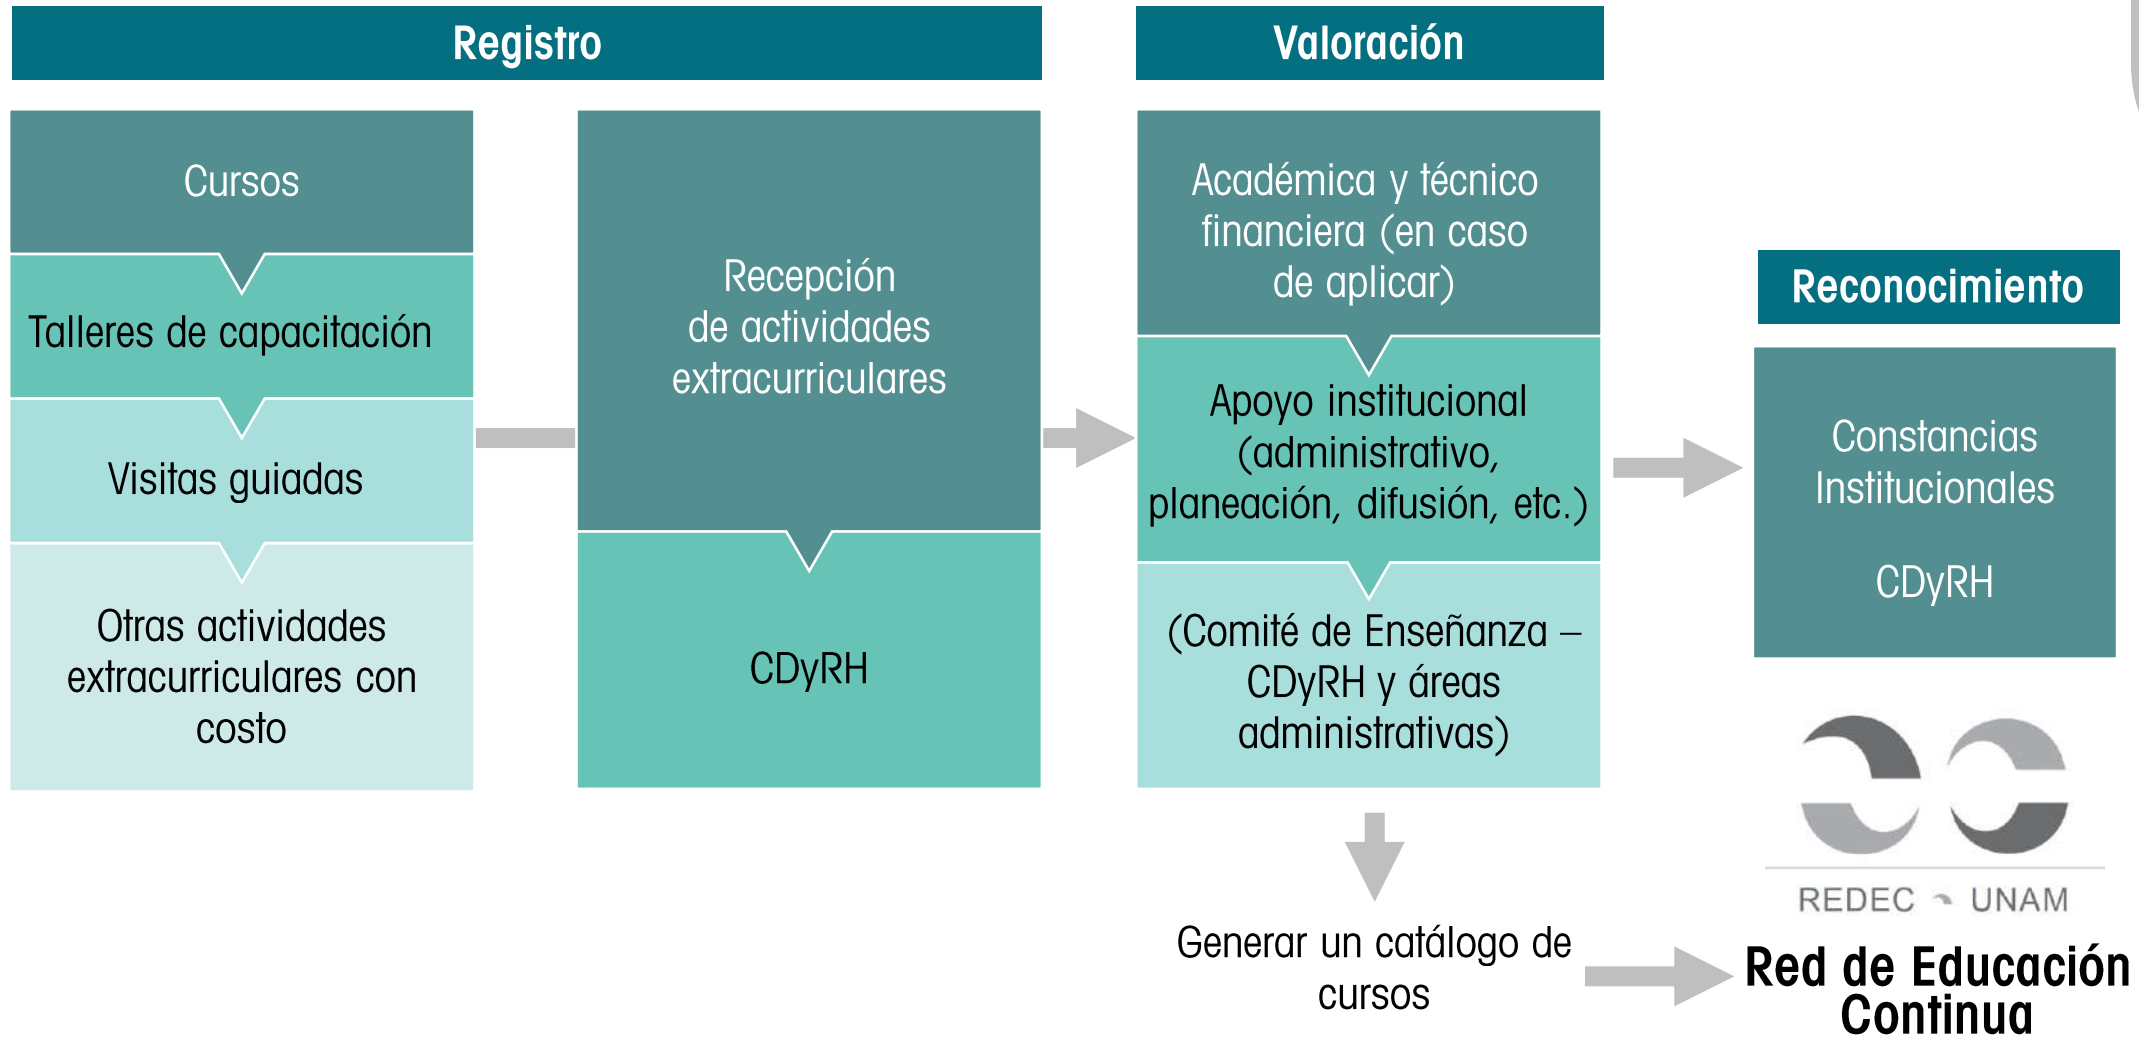 Registro
Cursos
Talleres de capacitación
Visitas guiadas
Otras actividades
extracurriculares con
costo
Recepción
de actividades
extracurriculares
CDyRH
Valoración
Académica y técnico
financiera (en caso
de aplicar)
Apoyo institucional
(administrativo,
planeación, difusión, etc.)
(Comité de Enseñanza –
CDyRH y áreas
administrativas)
Generar un catálogo de
cursos
Reconocimiento
Constancias
Institucionales
CDyRH
REDEC UNAM
Red de Educación
Continua